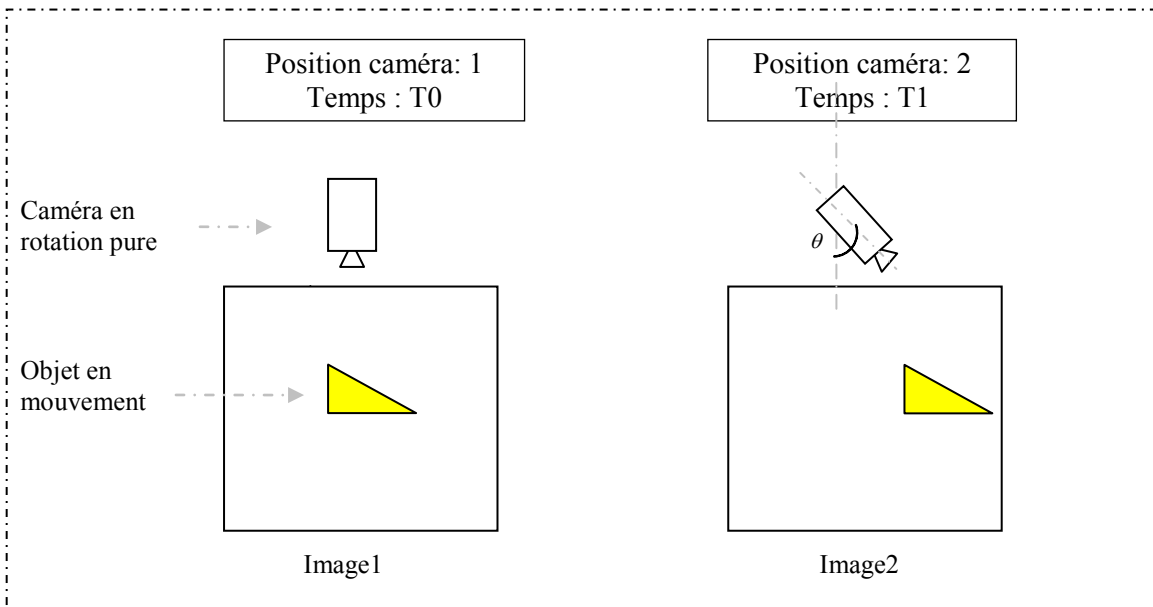 Position caméra: 1
Temps : T0
Position caméra: 2
Temps : T1
Caméra en
rotation pure
θ
Objet en
mouvement
Image1
Image2